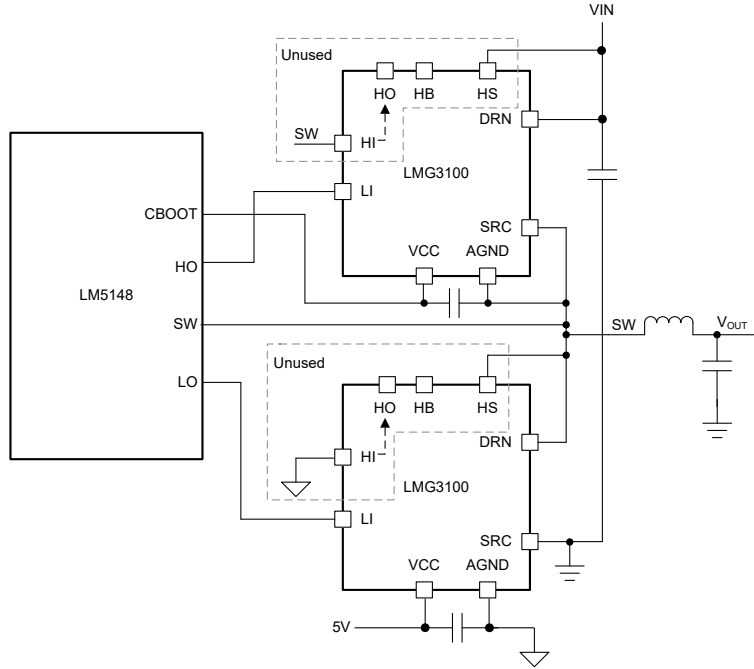 VIN
Unused
HO
HB
HS
DRN
SW
HI
LMG3100
LI
CBOOT
SRC
VCC
AGND
HO
LM5148
SW
SW
VOUT
Unused
LO
HO
HB
HS
DRN
HI
LMG3100
LI
SRC
VCC
AGND
5V